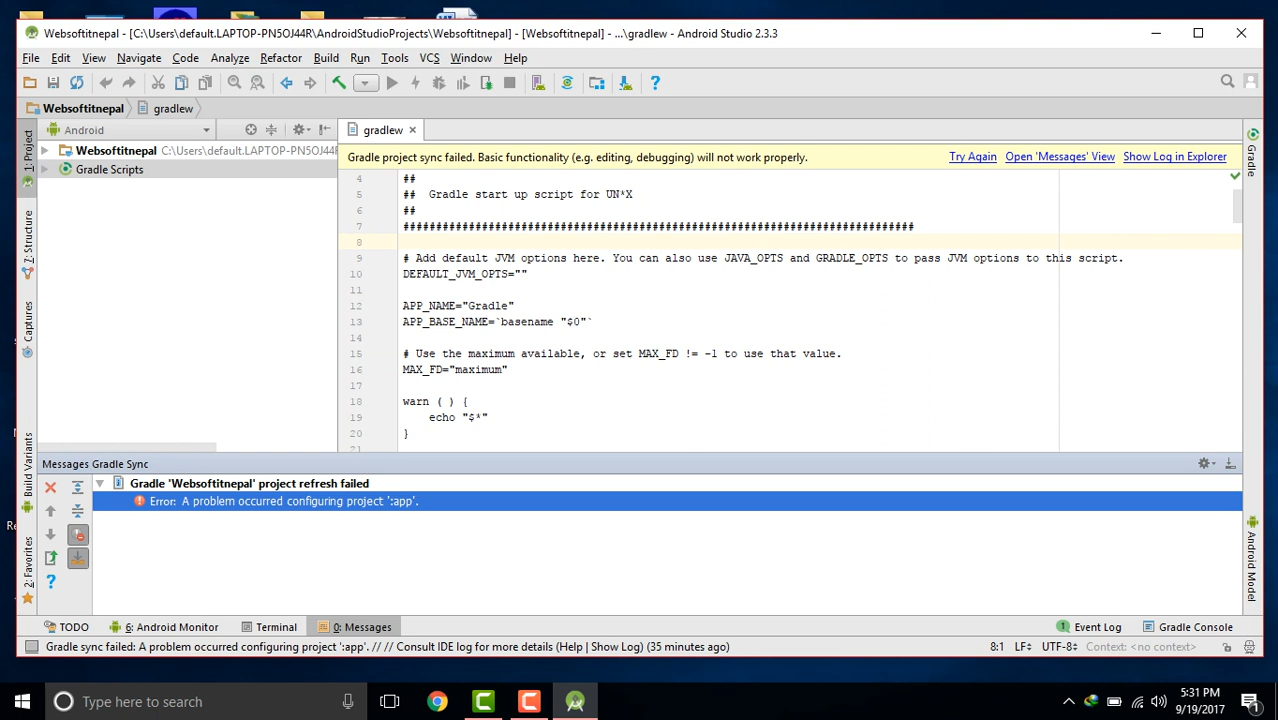 Websoftitnepal - [C:\Users\default.LAPTOP-PN5OJ44R\AndroidStudioProjects\Websoftitnepal] - [Websoftitnepal] - ...\gradlew - Android Studio 2.3.3
File Edit View Navigate Code Analyze Refactor Build Run Tools VCS Window Help
Websoftitnepal gradlew
Android
gradlew
1: Project
Websoftitnepal C:\Users\default.LAPTOP-PN5OJ44R
Gradle Scripts
Gradle project sync failed. Basic functionality (e.g. editing, debugging) will not work properly. Try Again Open 'Messages' View Show Log in Explorer
Gradle
4 ##
5 ## Gradle start up script for UN*X
6 ##
7 ##############################################################################
8
9 # Add default JVM options here. You can also use JAVA_OPTS and GRADLE_OPTS to pass JVM options to this script.
10 DEFAULT_JVM_OPTS=""
11
12 APP_NAME="Gradle"
13 APP_BASE_NAME=`basename "$0"`
14
15 # Use the maximum available, or set MAX_FD != -1 to use that value.
16 MAX_FD="maximum"
17
18 warn ( ) {
19 echo "$*"
20 }
21
7: Structure
Captures
Build Variants
2: Favorites
Messages Gradle Sync
Gradle 'Websoftitnepal' project refresh failed
Error: A problem occurred configuring project ':app'.
Android Model
TODO 6: Android Monitor Terminal 0: Messages 1 Event Log Gradle Console
Gradle sync failed: A problem occurred configuring project ':app'. // // Consult IDE log for more details (Help | Show Log) (35 minutes ago) 8:1 LF UTF-8 Context: <no context>
Type here to search
5:31 PM
9/19/2017
1